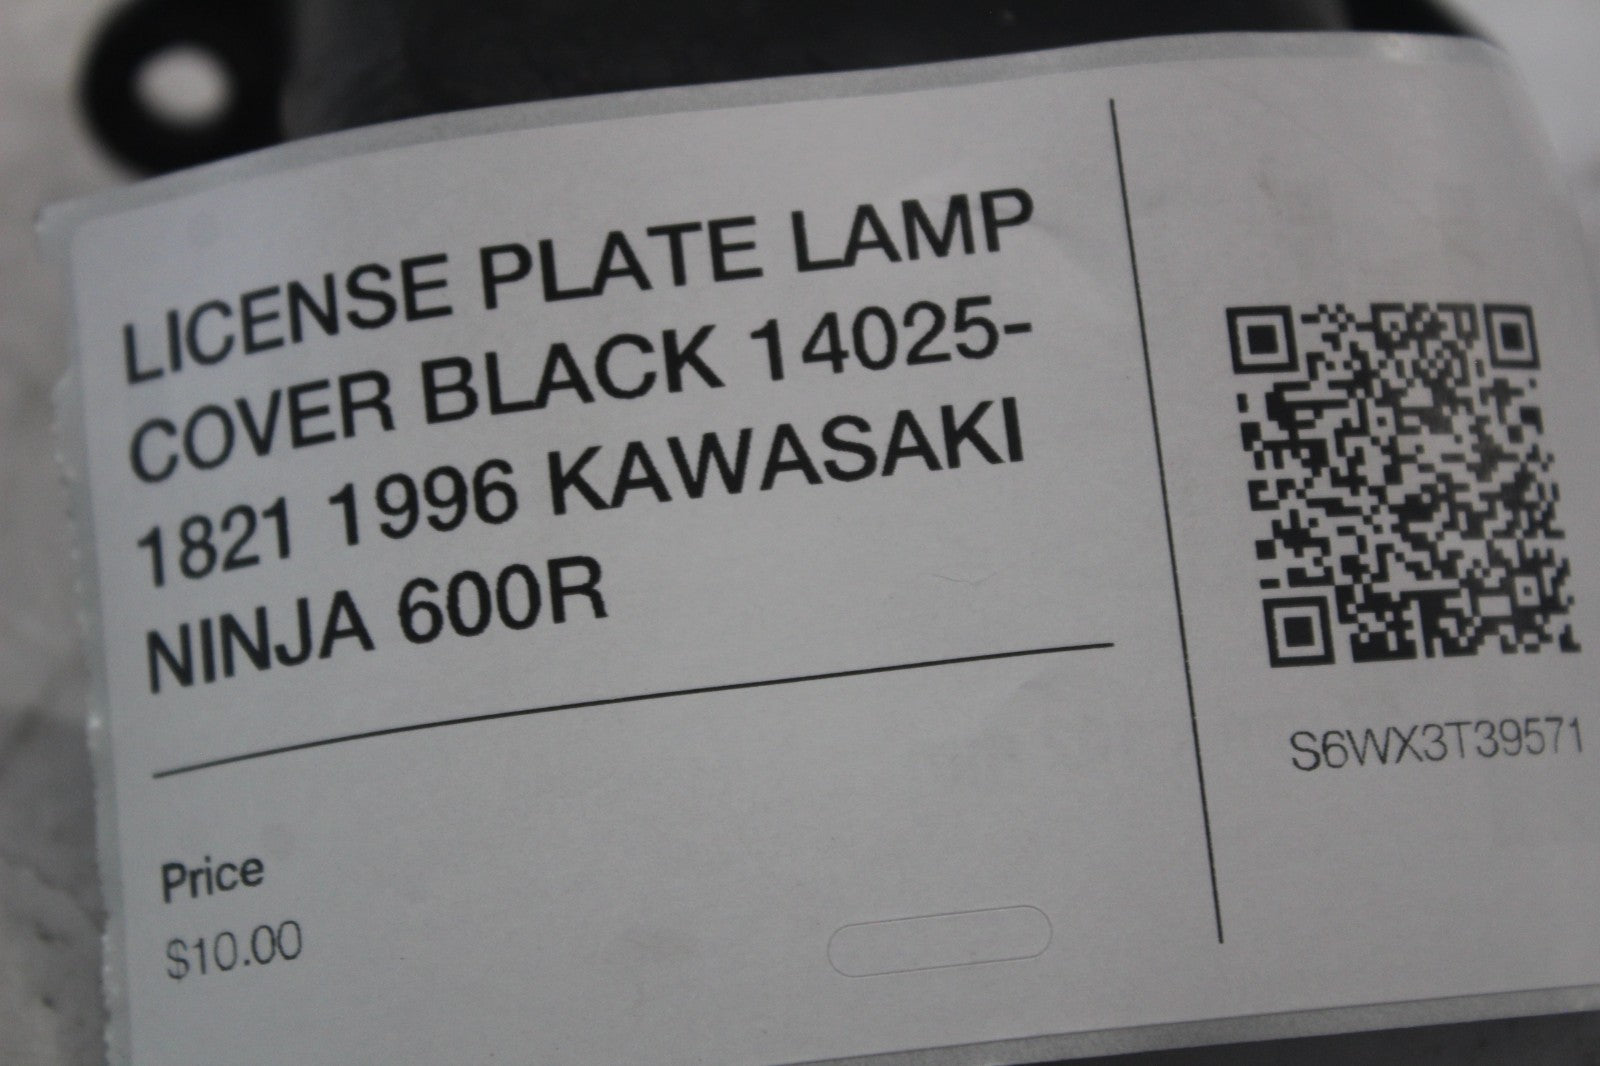 LICENSE PLATE LAMP
COVER BLACK 14025-
1821 1996 KAWASAKI
NINJA 600R
Price
$10.00
S6WX3T39571